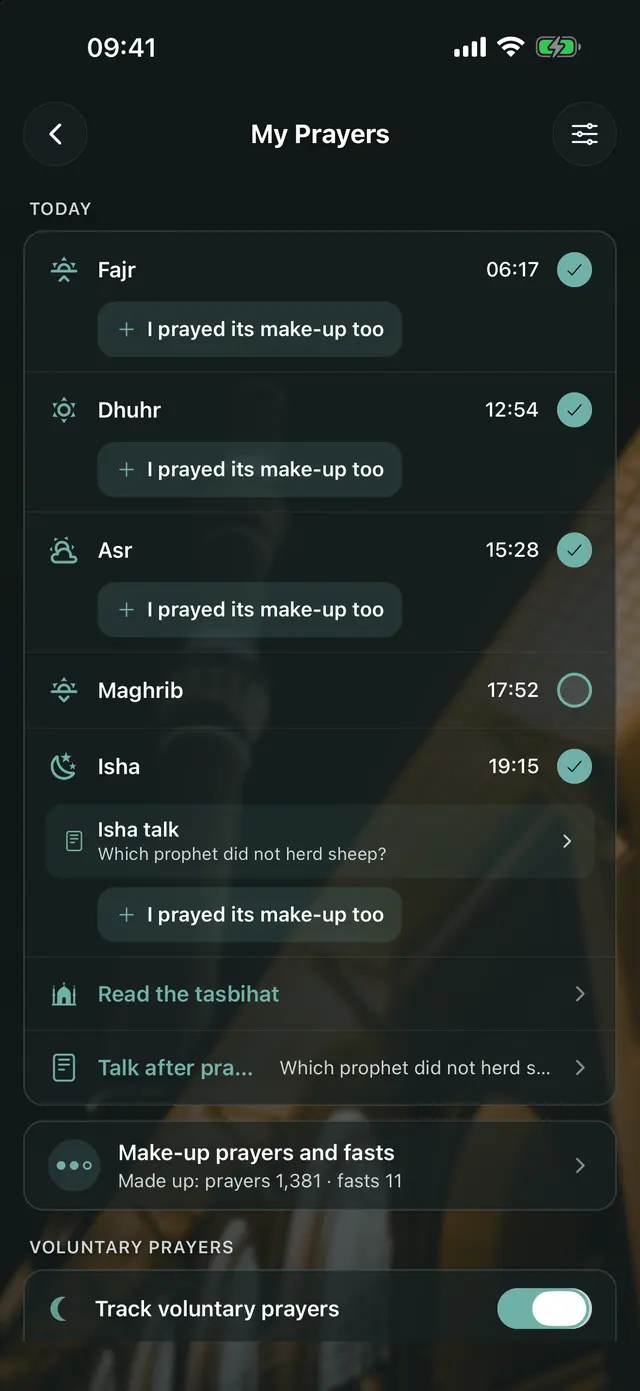 09:41
My Prayers
TODAY
Fajr 06:17
+ I prayed its make-up too
Dhuhr 12:54
+ I prayed its make-up too
Asr 15:28
+ I prayed its make-up too
Maghrib 17:52
Isha 19:15
Isha talk
Which prophet did not herd sheep?
+ I prayed its make-up too
Read the tasbihat
Talk after pra... Which prophet did not herd s...
Make-up prayers and fasts
Made up: prayers 1,381 · fasts 11
VOLUNTARY PRAYERS
Track voluntary prayers